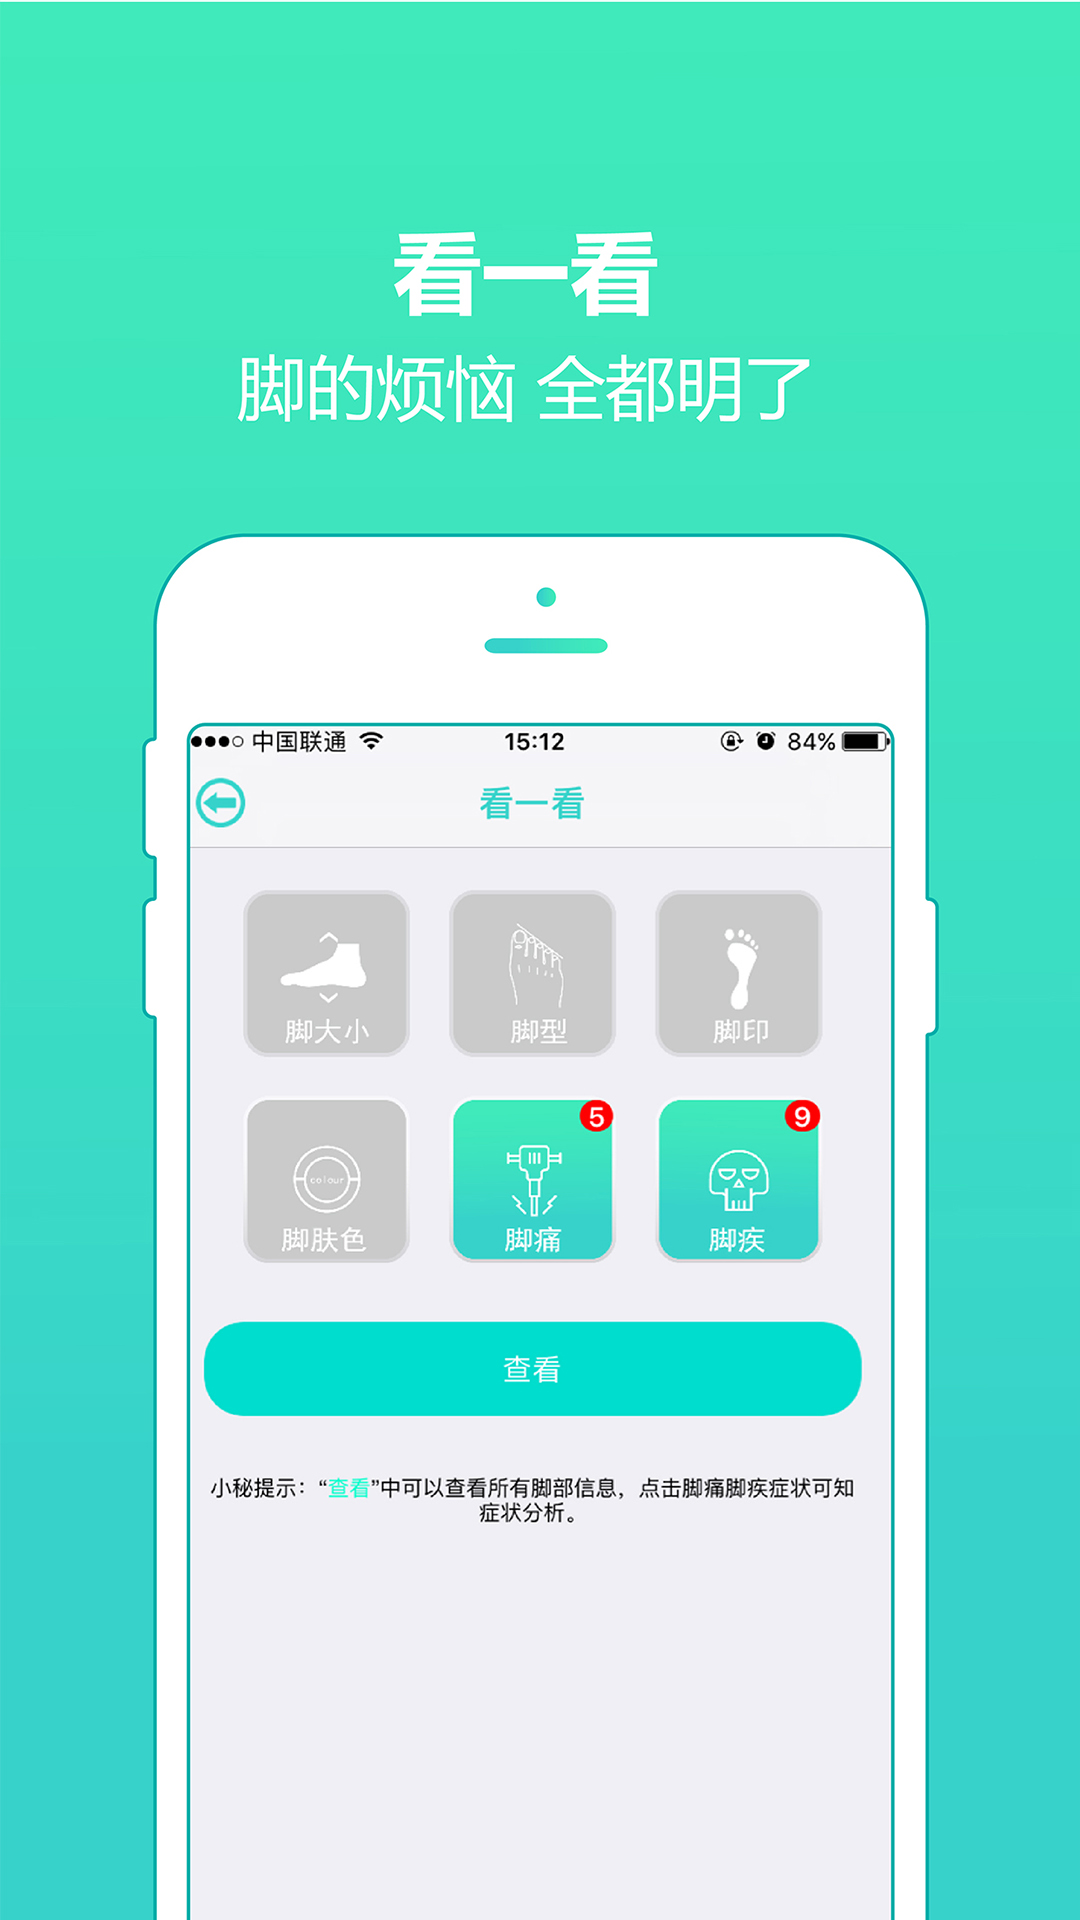 看一看
脚的烦恼 全都明了
中国联通 15:12 84%
看一看
脚大小 脚型 脚印
colour
5 9
脚肤色 脚痛 脚疾
查看
小秘提示：“查看”中可以查看所有脚部信息，点击脚痛脚疾症状可知
症状分析。